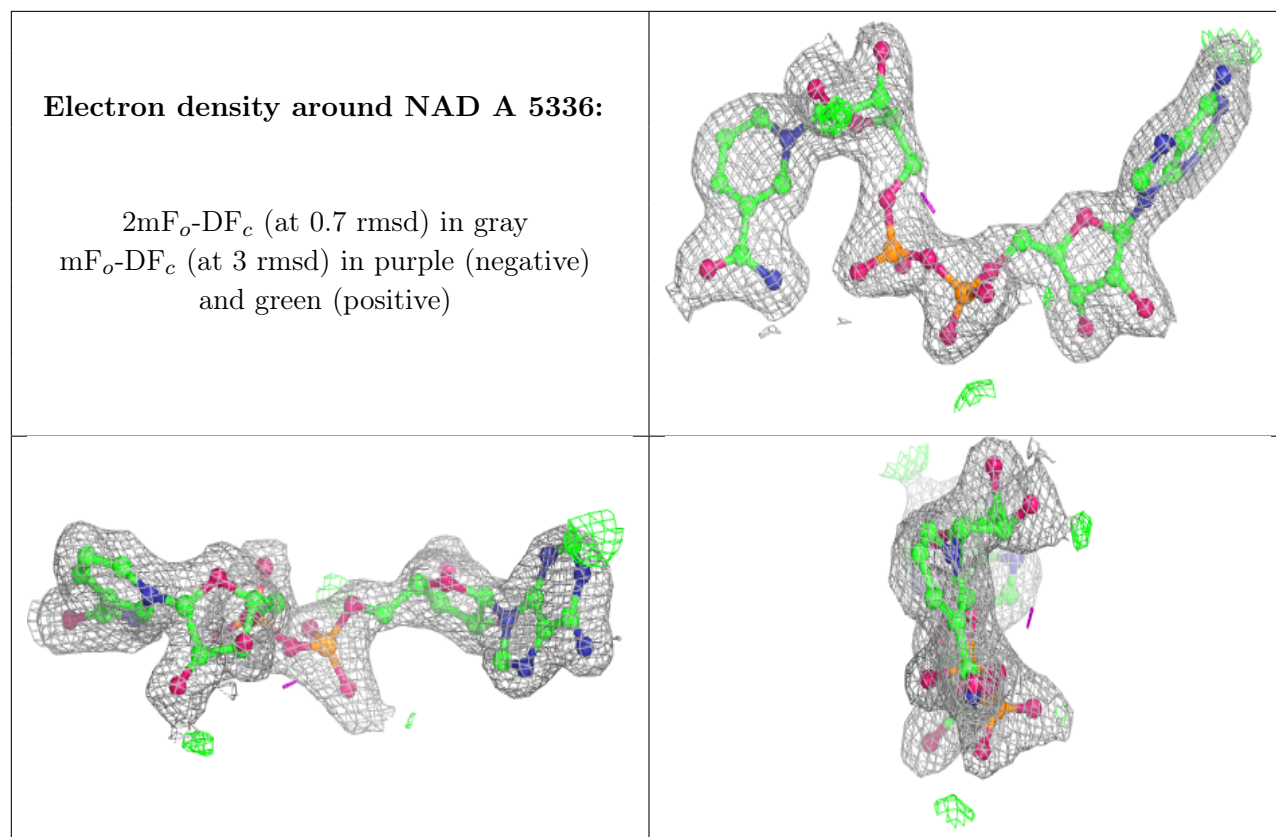 Electron density around NAD A 5336:
2mFₒ-DF𝒸 (at 0.7 rmsd) in gray
mFₒ-DF𝒸 (at 3 rmsd) in purple (negative)
and green (positive)